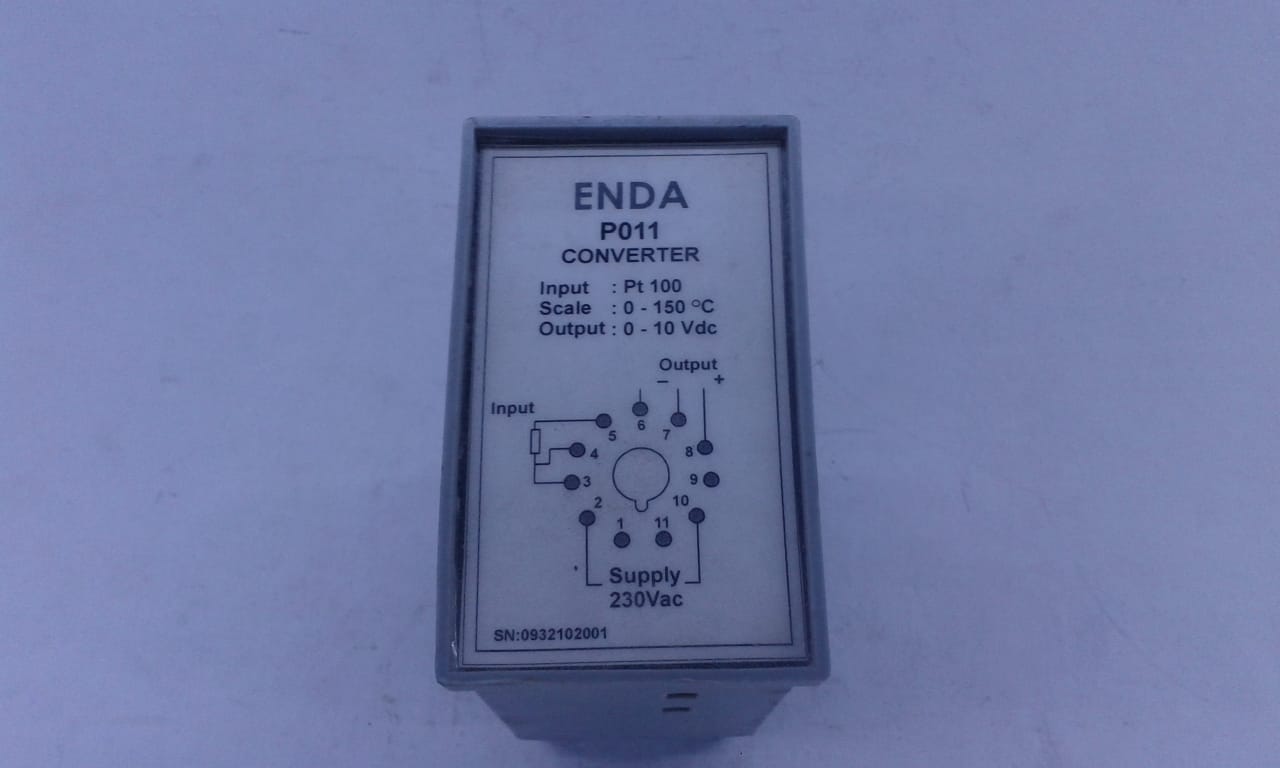 ENDA
P011
CONVERTER
Input : Pt 100
Scale : 0 - 150 °C
Output : 0 - 10 Vdc
Output
− +
Input
5 6 7
4 8
3 9
2 10
1 11
Supply
230Vac
SN:0932102001